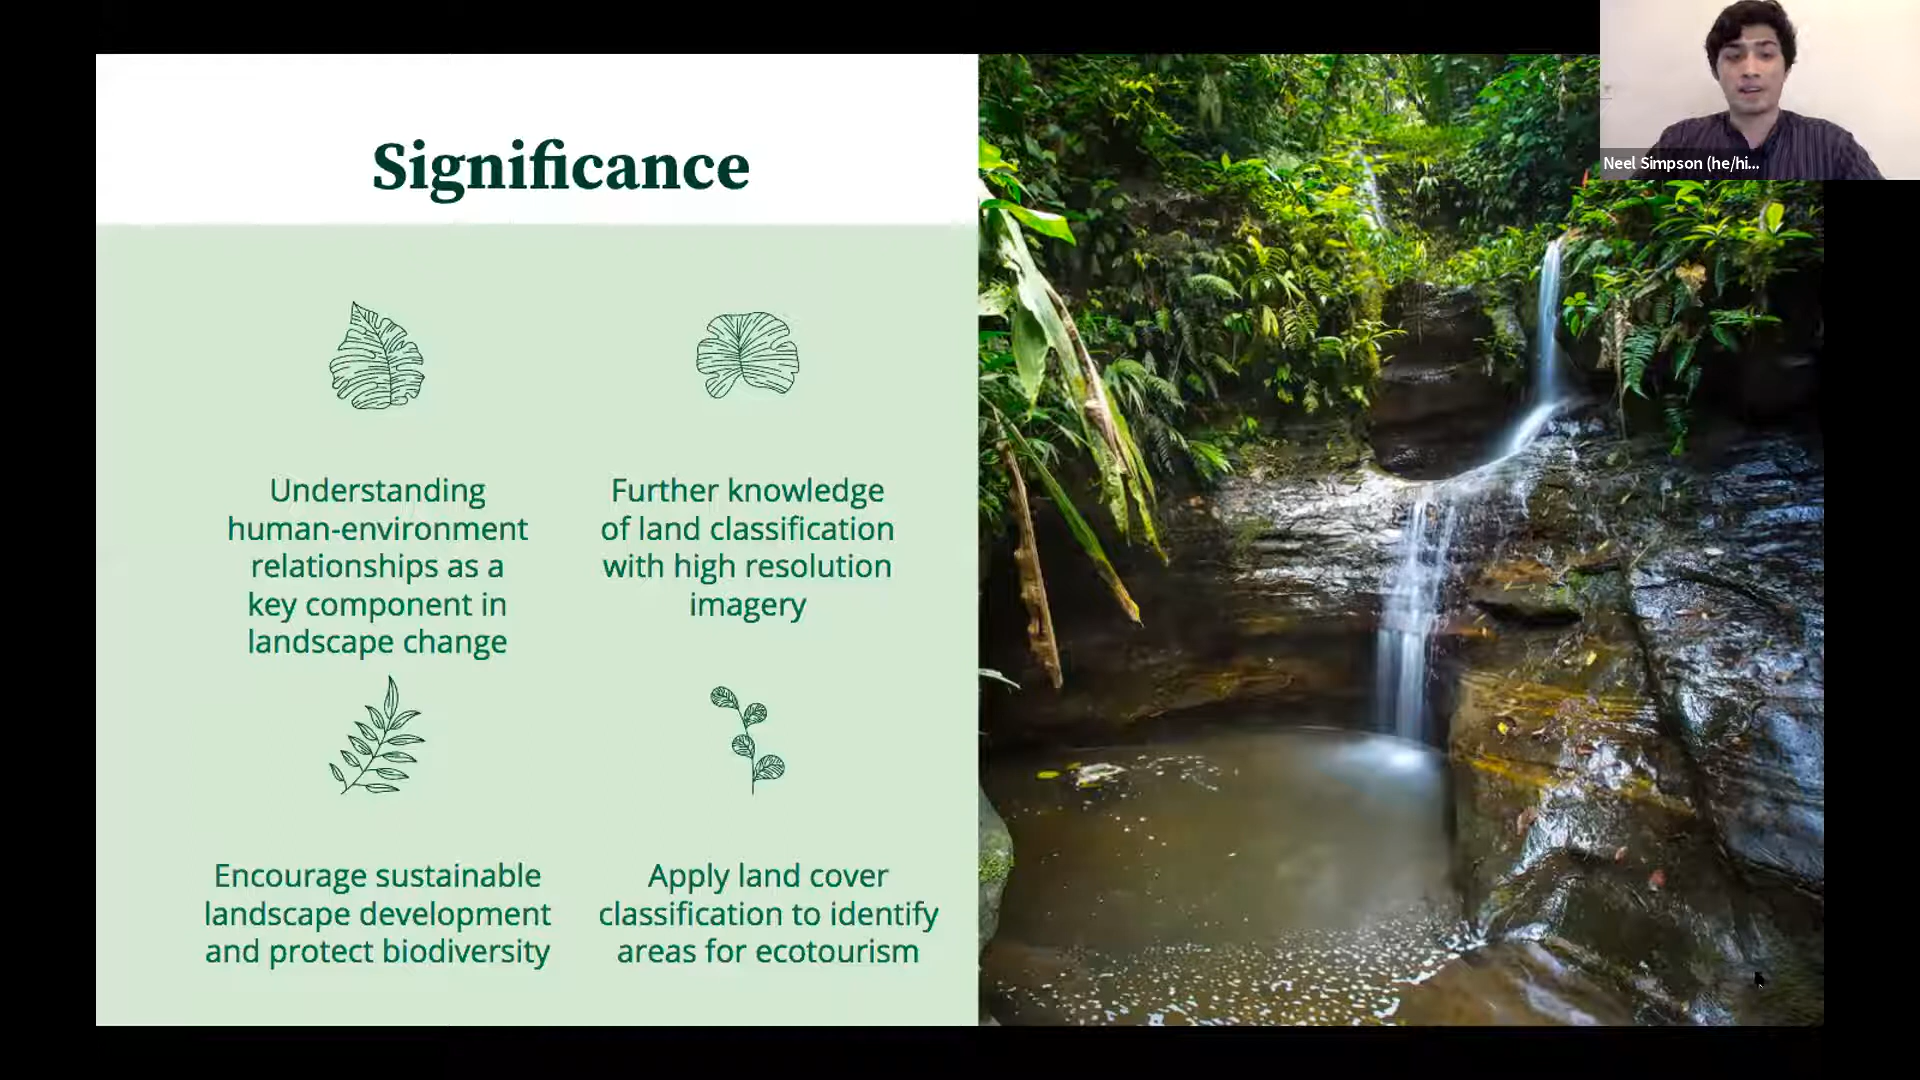 Significance
Understanding
human-environment
relationships as a
key component in
landscape change
Further knowledge
of land classification
with high resolution
imagery
Encourage sustainable
landscape development
and protect biodiversity
Apply land cover
classification to identify
areas for ecotourism
Neel Simpson (he/hi...